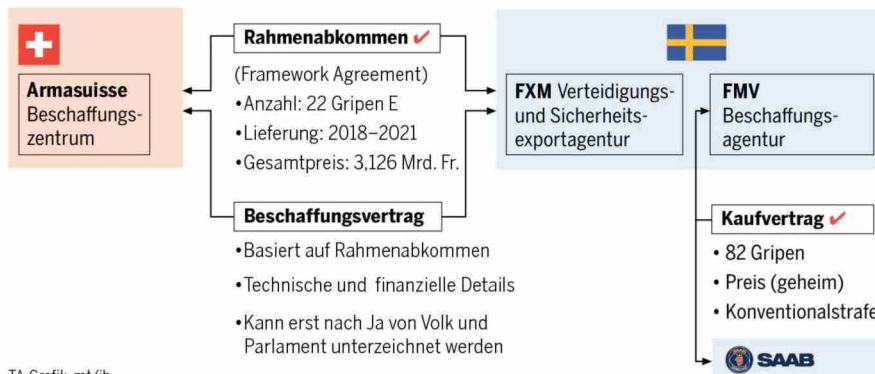 Armasuisse
Beschaffungs-
zentrum
Rahmenabkommen
(Framework Agreement)
•Anzahl: 22 Gripen E
•Lieferung: 2018–2021
•Gesamtpreis: 3,126 Mrd. Fr.
Beschaffungsvertrag
•Basiert auf Rahmenabkommen
•Technische und finanzielle Details
•Kann erst nach Ja von Volk und
Parlament unterzeichnet werden
FXM Verteidigungs-
und Sicherheits-
exportagentur
FMV
Beschaffungs-
agentur
Kaufvertrag
• 82 Gripen
• Preis (geheim)
• Konventionalstrafe
SAAB